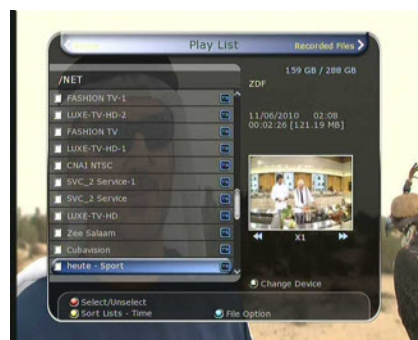 Play List
Recorded Files
159 GB / 288 GB
/NET
ZDF
FASHION TV-1
LUXE-TV-HD-2
11/06/2010 02:08
00:02:26 [121.19 MB]
FASHION TV
LUXE-TV-HD-1
CNAI NTSC
SVC_2 Service-1
SVC_2 Service
LUXE-TV-HD
Zee Salaam
X1
Cubavision
heute - Sport
Change Device
Select/Unselect
Sort Lists - Time
File Option